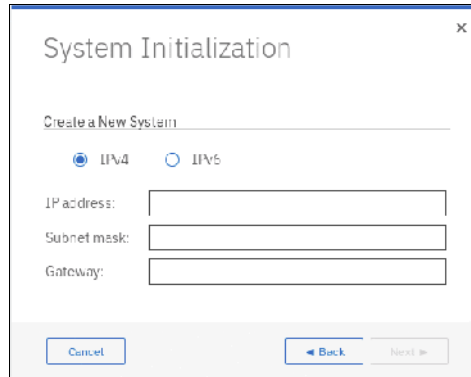 System Initialization
Create a New System
IPv4 IPv6
IP address:
Subnet mask:
Gateway:
Cancel ◄ Back Next ►